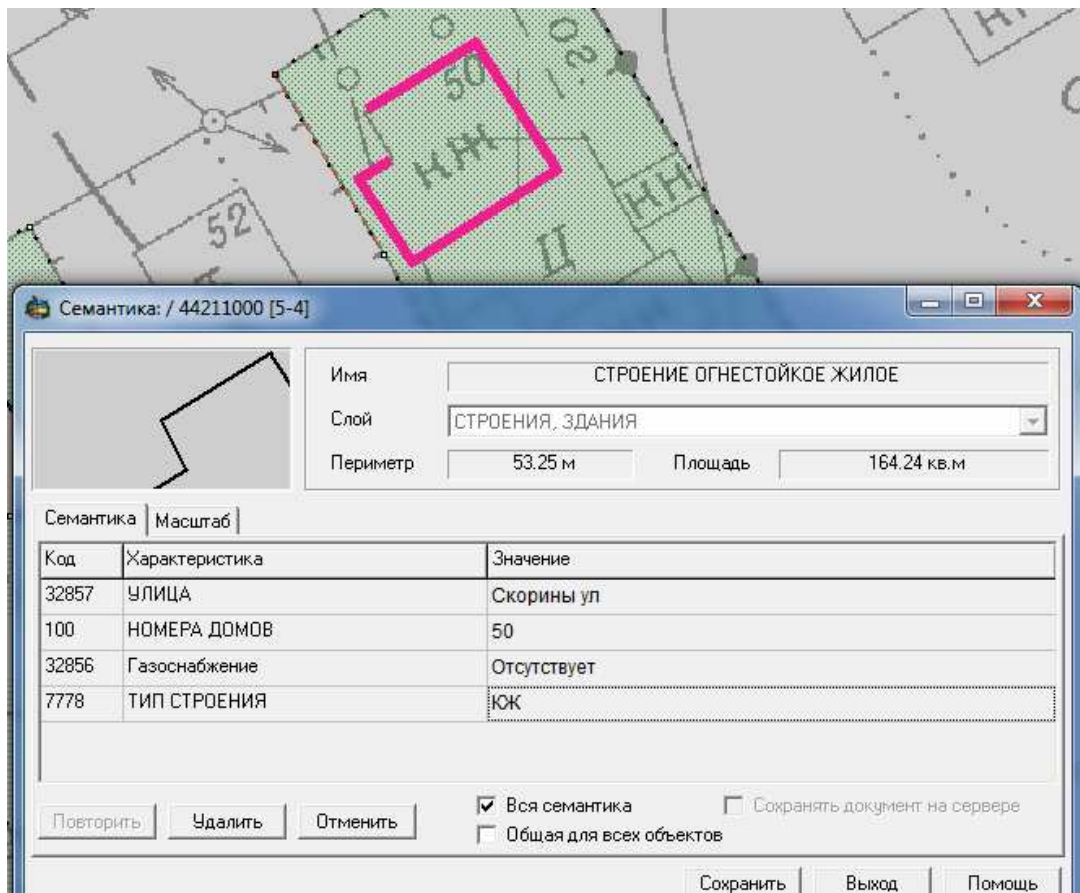 НЖ
50
ОГ.
НЖ
52
НН
Ц
Семантика: / 44211000 [5-4]
Имя СТРОЕНИЕ ОГНЕСТОЙКОЕ ЖИЛОЕ
Слой СТРОЕНИЯ, ЗДАНИЯ
Периметр 53.25 м Площадь 164.24 кв.м
Семантика Масштаб
Код Характеристика Значение
32857 УЛИЦА Скорины ул
100 НОМЕРА ДОМОВ 50
32856 Газоснабжение Отсутствует
7778 ТИП СТРОЕНИЯ КЖ
Вся семантика Сохранять документ на сервере
Повторить Удалить Отменить
Общая для всех объектов
Сохранить Выход Помощь